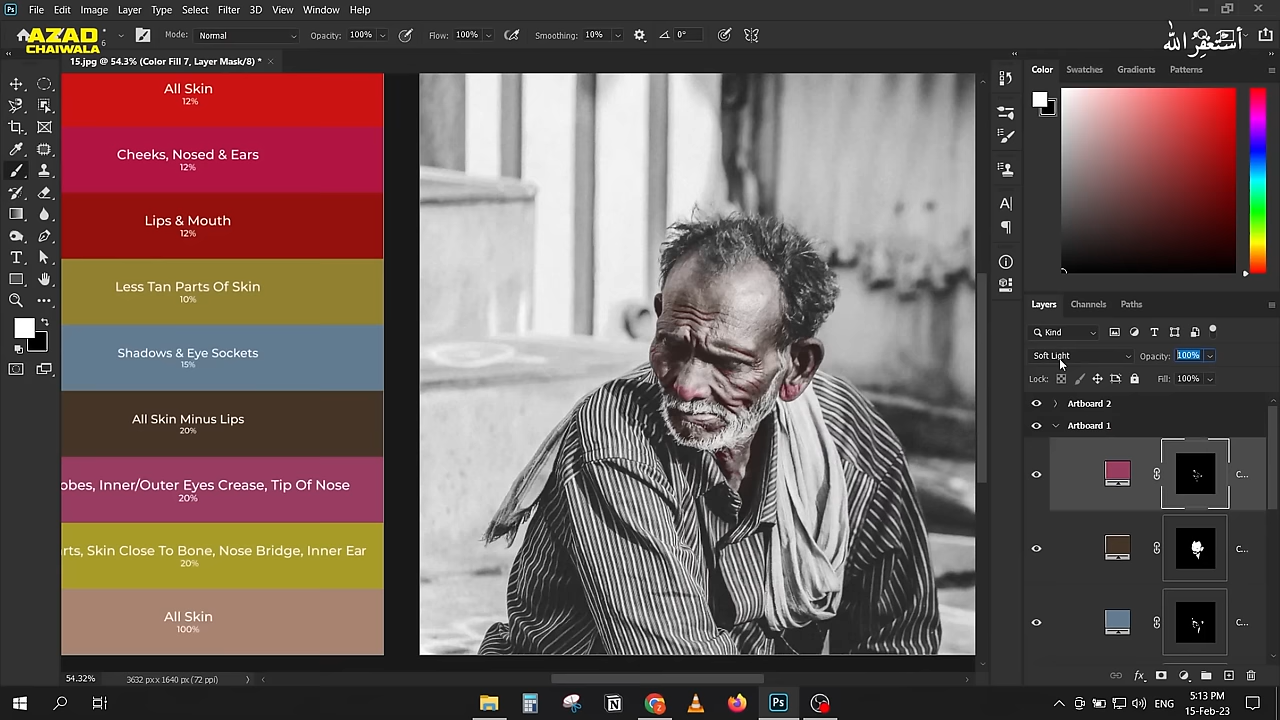 Ps File Edit Image Layer Type Select Filter 3D View Window Help
AZAD
CHAIWALA
Mode: Normal Opacity: 100% Flow: 100% Smoothing: 10% 0°
أستغفر الله
15.jpg @ 54.3% (Color Fill 7, Layer Mask/8) *
All Skin
12%
Cheeks, Nosed & Ears
12%
Lips & Mouth
12%
Less Tan Parts Of Skin
10%
Shadows & Eye Sockets
15%
All Skin Minus Lips
20%
obes, Inner/Outer Eyes Crease, Tip Of Nose
20%
rts, Skin Close To Bone, Nose Bridge, Inner Ear
20%
All Skin
100%
Color Swatches Gradients Patterns
Layers Channels Paths
Kind
Soft Light Opacity: 100%
Lock: Fill: 100%
Artboard 2
Artboard 1
C...
C...
C...
54.32% 3632 px x 1640 px (72 ppi)
ENG
5:13 PM
15-Feb-23